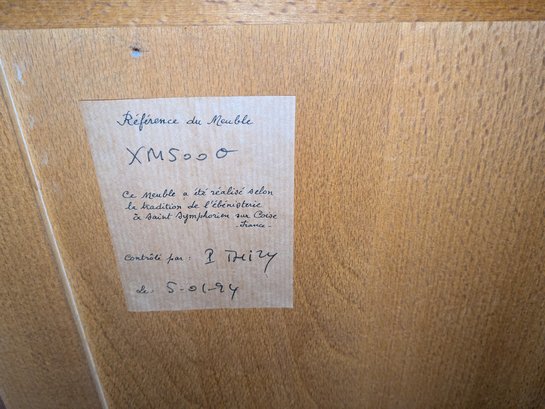 Référence du Meuble
XM5000
Ce Meuble a été réalisé selon
la tradition de l'ébénisterie
à Saint Symphorien sur Coise
- France -
Contrôlé par :
le : 5-01-94